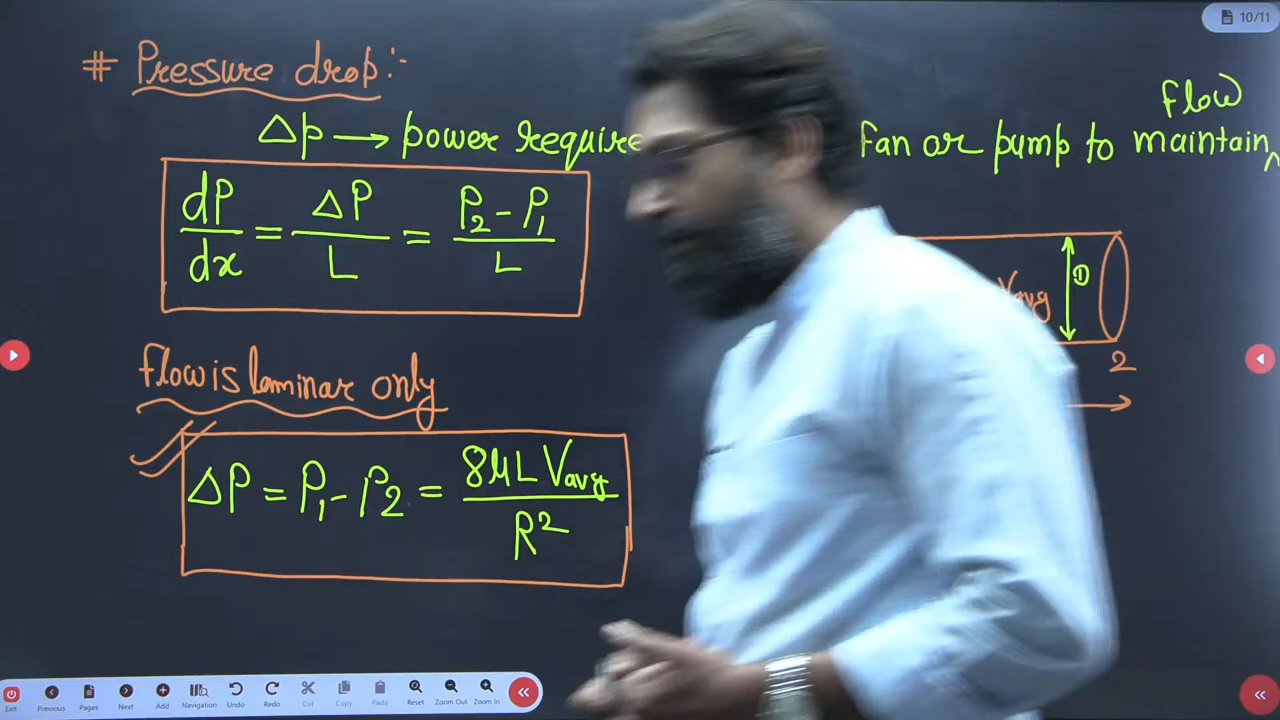 10/11
# Pressure drop:-
Flow
Δp → power require Fan or pump to maintain
dP/dx = ΔP/L = P₂ - P₁/L
D
Flow is laminar only
2
ΔP = P₁ - P₂ = 8μL Vavg/R²
Exit Previous Pages Next Add Navigation Undo Redo Cut Copy Paste Reset Zoom Out Zoom In